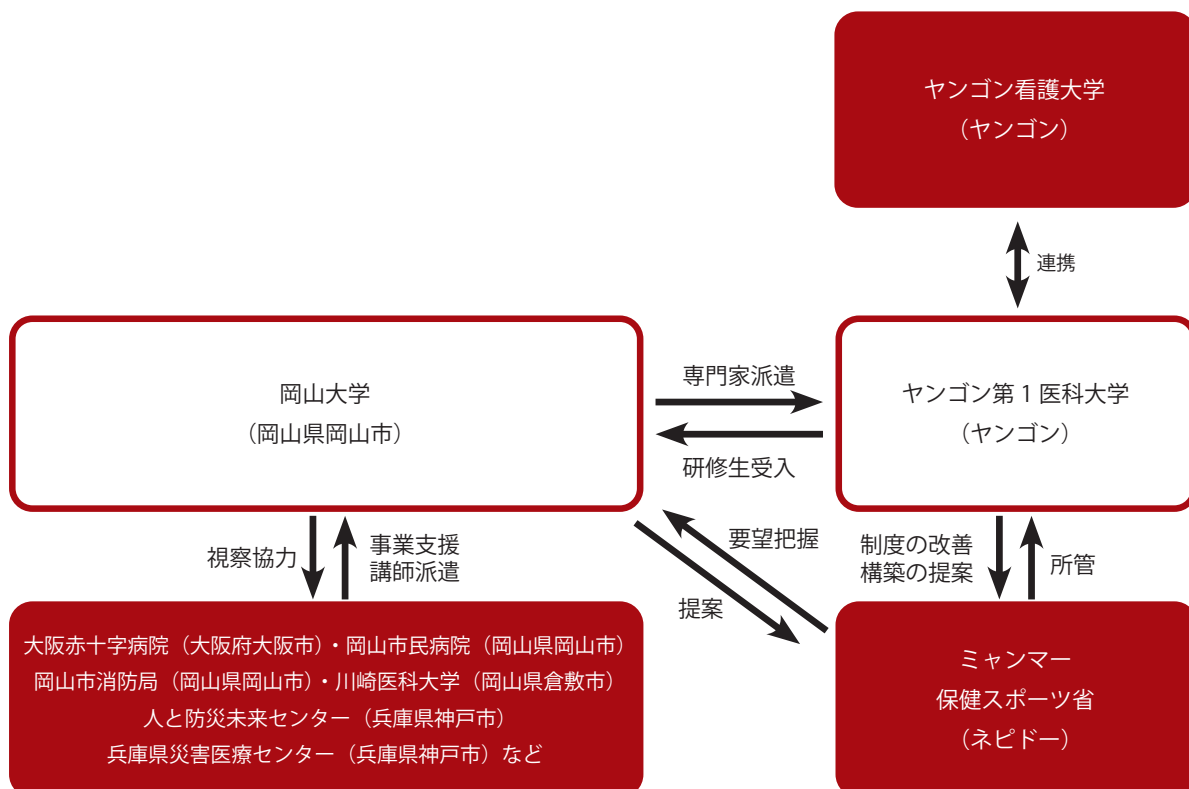 ヤンゴン看護大学
（ヤンゴン）
連携
岡山大学
（岡山県岡山市）
専門家派遣
研修生受入
ヤンゴン第1医科大学
（ヤンゴン）
視察協力
事業支援
講師派遣
要望把握
提案
制度の改善
構築の提案
所管
大阪赤十字病院（大阪府大阪市）・岡山市民病院（岡山県岡山市）
岡山市消防局（岡山県岡山市）・川崎医科大学（岡山県倉敷市）
人と防災未来センター（兵庫県神戸市）
兵庫県災害医療センター（兵庫県神戸市）など
ミャンマー
保健スポーツ省
（ネピドー）